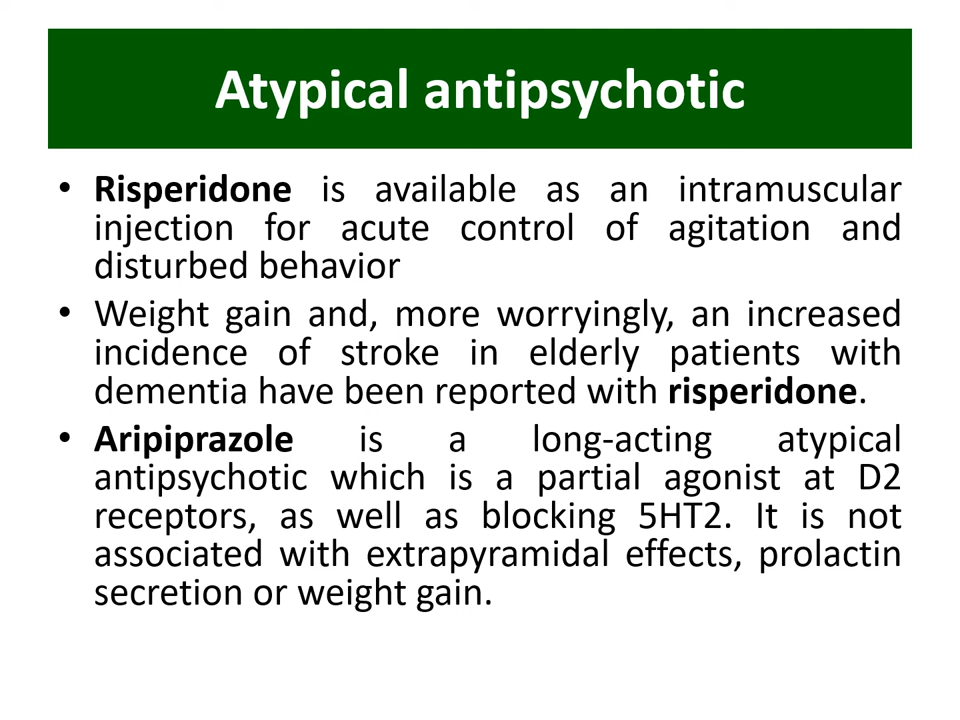 Atypical antipsychotic
• Risperidone is available as an intramuscular
injection for acute control of agitation and
disturbed behavior
• Weight gain and, more worryingly, an increased
incidence of stroke in elderly patients with
dementia have been reported with risperidone.
• Aripiprazole is a long-acting atypical
antipsychotic which is a partial agonist at D2
receptors, as well as blocking 5HT2. It is not
associated with extrapyramidal effects, prolactin
secretion or weight gain.